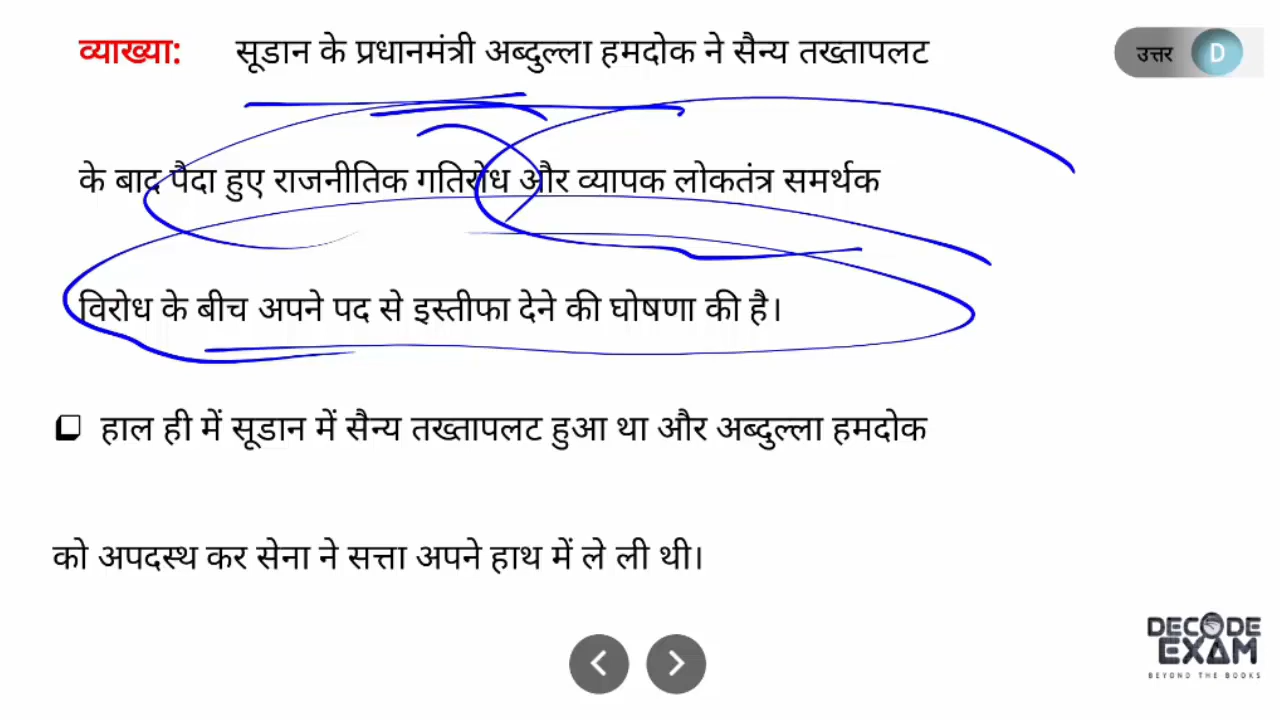 व्याख्या: सूडान के प्रधानमंत्री अब्दुल्ला हमदोक ने सैन्य तख्तापलट
उत्तर D
के बाद पैदा हुए राजनीतिक गतिरोध और व्यापक लोकतंत्र समर्थक
विरोध के बीच अपने पद से इस्तीफा देने की घोषणा की है।
हाल ही में सूडान में सैन्य तख्तापलट हुआ था और अब्दुल्ला हमदोक
को अपदस्थ कर सेना ने सत्ता अपने हाथ में ले ली थी।
DECODE
EXAM
BEYOND THE BOOKS